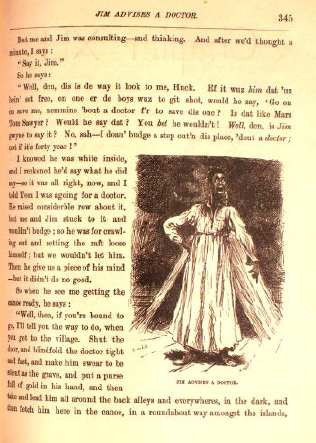 JIM ADVISES A DOCTOR. 345
But me and Jim was consulting—and thinking. And after we'd thought a
minute, I says:
"Say it, Jim."
So he says:
"Well, den, dis is de way it look to me, Huck. Ef it wuz him dat 'uz
bein' sot free, en one er de boys wuz to git shot, would he say, 'Go on
en save me, nemmine 'bout a doctor f'r to save dis one?' Is dat like Mars
Tom Sawyer? Would he say dat? You bet he wouldn't! Well, den, is Jim
gwyne to say it? No, sah—I doan' budge a step out'n dis place, 'dout a doctor;
not if it's forty year!"
I knowed he was white inside,
and I reckoned he'd say what he did
say—so it was all right, now, and I
told Tom I was agoing for a doctor.
He raised considerble row about it,
but me and Jim stuck to it and
wouldn't budge; so he was for crawl-
ing out and setting the raft loose
himself; but we wouldn't let him.
Then he give us a piece of his mind
—but it didn't do no good.
So when he see me getting the
canoe ready, he says:
"Well, then, if you're bound to
go, I'll tell you the way to do, when
you get to the village. Shut the
door, and blindfold the doctor tight
and fast, and make him swear to be
silent as the grave, and put a purse
full of gold in his hand, and then
take and lead him all around the back alleys and everywheres, in the dark, and
then fetch him here in the canoe, in a roundabout way amongst the islands,
JIM ADVISES A DOCTOR.